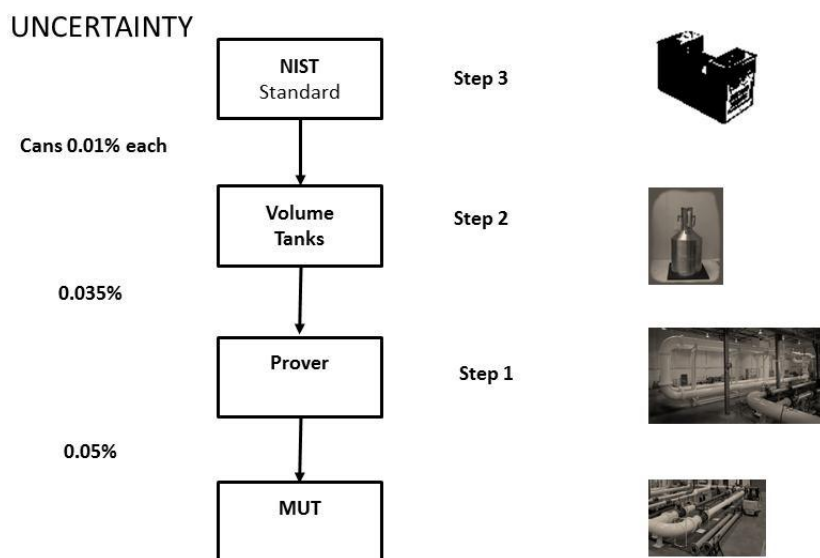 UNCERTAINTY
NIST
Standard
Step 3
Cans 0.01% each
Volume
Tanks
Step 2
0.035%
Prover
Step 1
0.05%
MUT